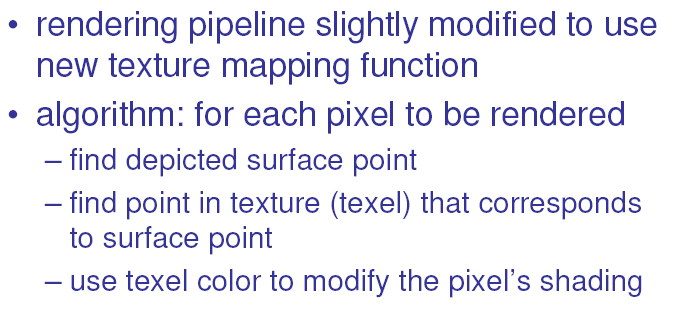 • rendering pipeline slightly modified to use
new texture mapping function
• algorithm: for each pixel to be rendered
– find depicted surface point
– find point in texture (texel) that corresponds
to surface point
– use texel color to modify the pixel’s shading